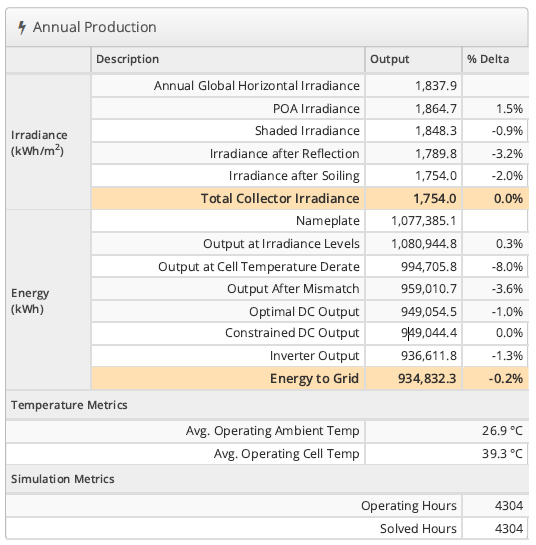 Annual Production
Description Output % Delta
Irradiance (kWh/m²)
Annual Global Horizontal Irradiance 1,837.9
POA Irradiance 1,864.7 1.5%
Shaded Irradiance 1,848.3 -0.9%
Irradiance after Reflection 1,789.8 -3.2%
Irradiance after Soiling 1,754.0 -2.0%
Total Collector Irradiance 1,754.0 0.0%
Energy (kWh)
Nameplate 1,077,385.1
Output at Irradiance Levels 1,080,944.8 0.3%
Output at Cell Temperature Derate 994,705.8 -8.0%
Output After Mismatch 959,010.7 -3.6%
Optimal DC Output 949,054.5 -1.0%
Constrained DC Output 949,044.4 0.0%
Inverter Output 936,611.8 -1.3%
Energy to Grid 934,832.3 -0.2%
Temperature Metrics
Avg. Operating Ambient Temp 26.9 °C
Avg. Operating Cell Temp 39.3 °C
Simulation Metrics
Operating Hours 4304
Solved Hours 4304